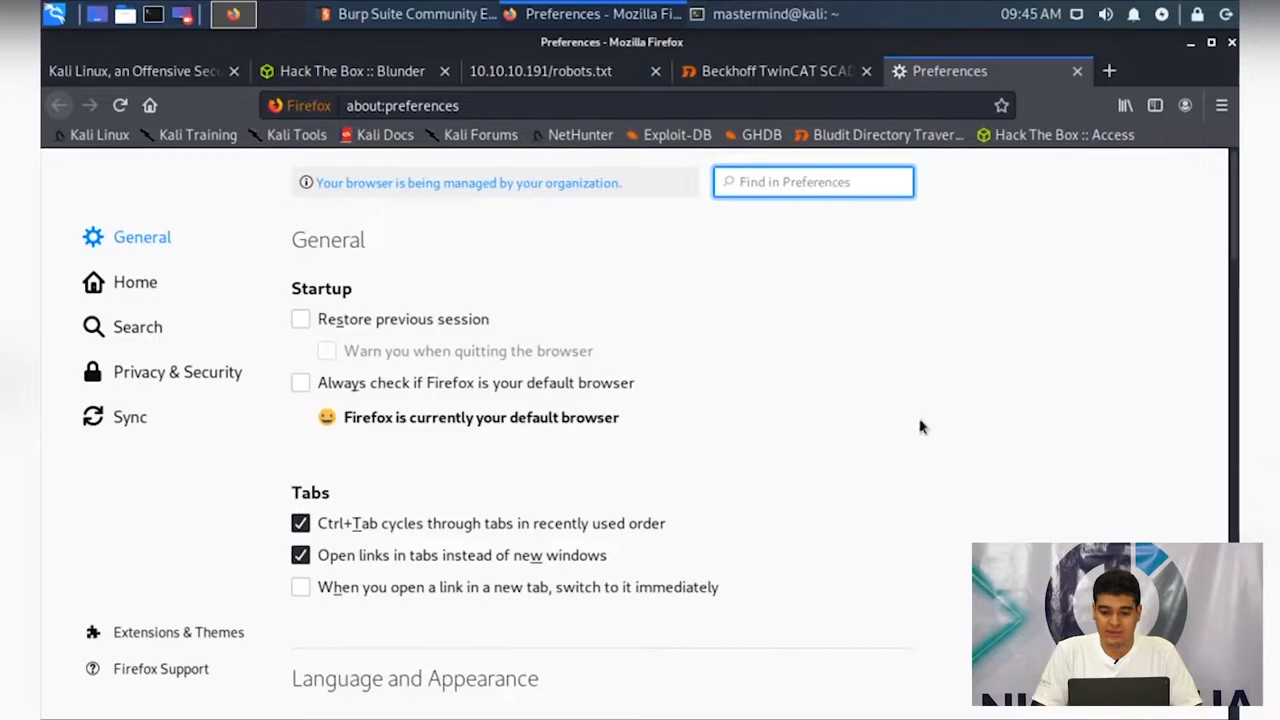 Burp Suite Community E...
Preferences - Mozilla Fi...
mastermind@kali: ~
09:45 AM
Preferences - Mozilla Firefox
Kali Linux, an Offensive Secu
Hack The Box :: Blunder
10.10.10.191/robots.txt
Beckhoff TwinCAT SCAD
Preferences
Firefox
about:preferences
Kali Linux
Kali Training
Kali Tools
Kali Docs
Kali Forums
NetHunter
Exploit-DB
GHDB
Bludit Directory Traver...
Hack The Box :: Access
Your browser is being managed by your organization.
Find in Preferences
General
Home
Search
Privacy & Security
Sync
Extensions & Themes
Firefox Support
General
Startup
Restore previous session
Warn you when quitting the browser
Always check if Firefox is your default browser
Firefox is currently your default browser
Tabs
Ctrl+Tab cycles through tabs in recently used order
Open links in tabs instead of new windows
When you open a link in a new tab, switch to it immediately
Language and Appearance